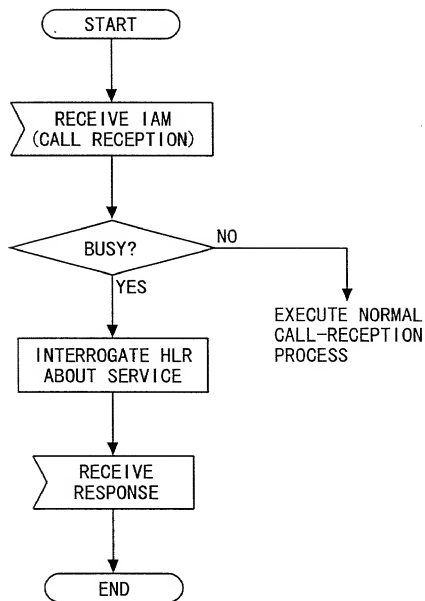 START
RECEIVE IAM
(CALL RECEPTION)
BUSY?
NO
YES
EXECUTE NORMAL
CALL-RECEPTION
PROCESS
INTERROGATE HLR
ABOUT SERVICE
RECEIVE
RESPONSE
END